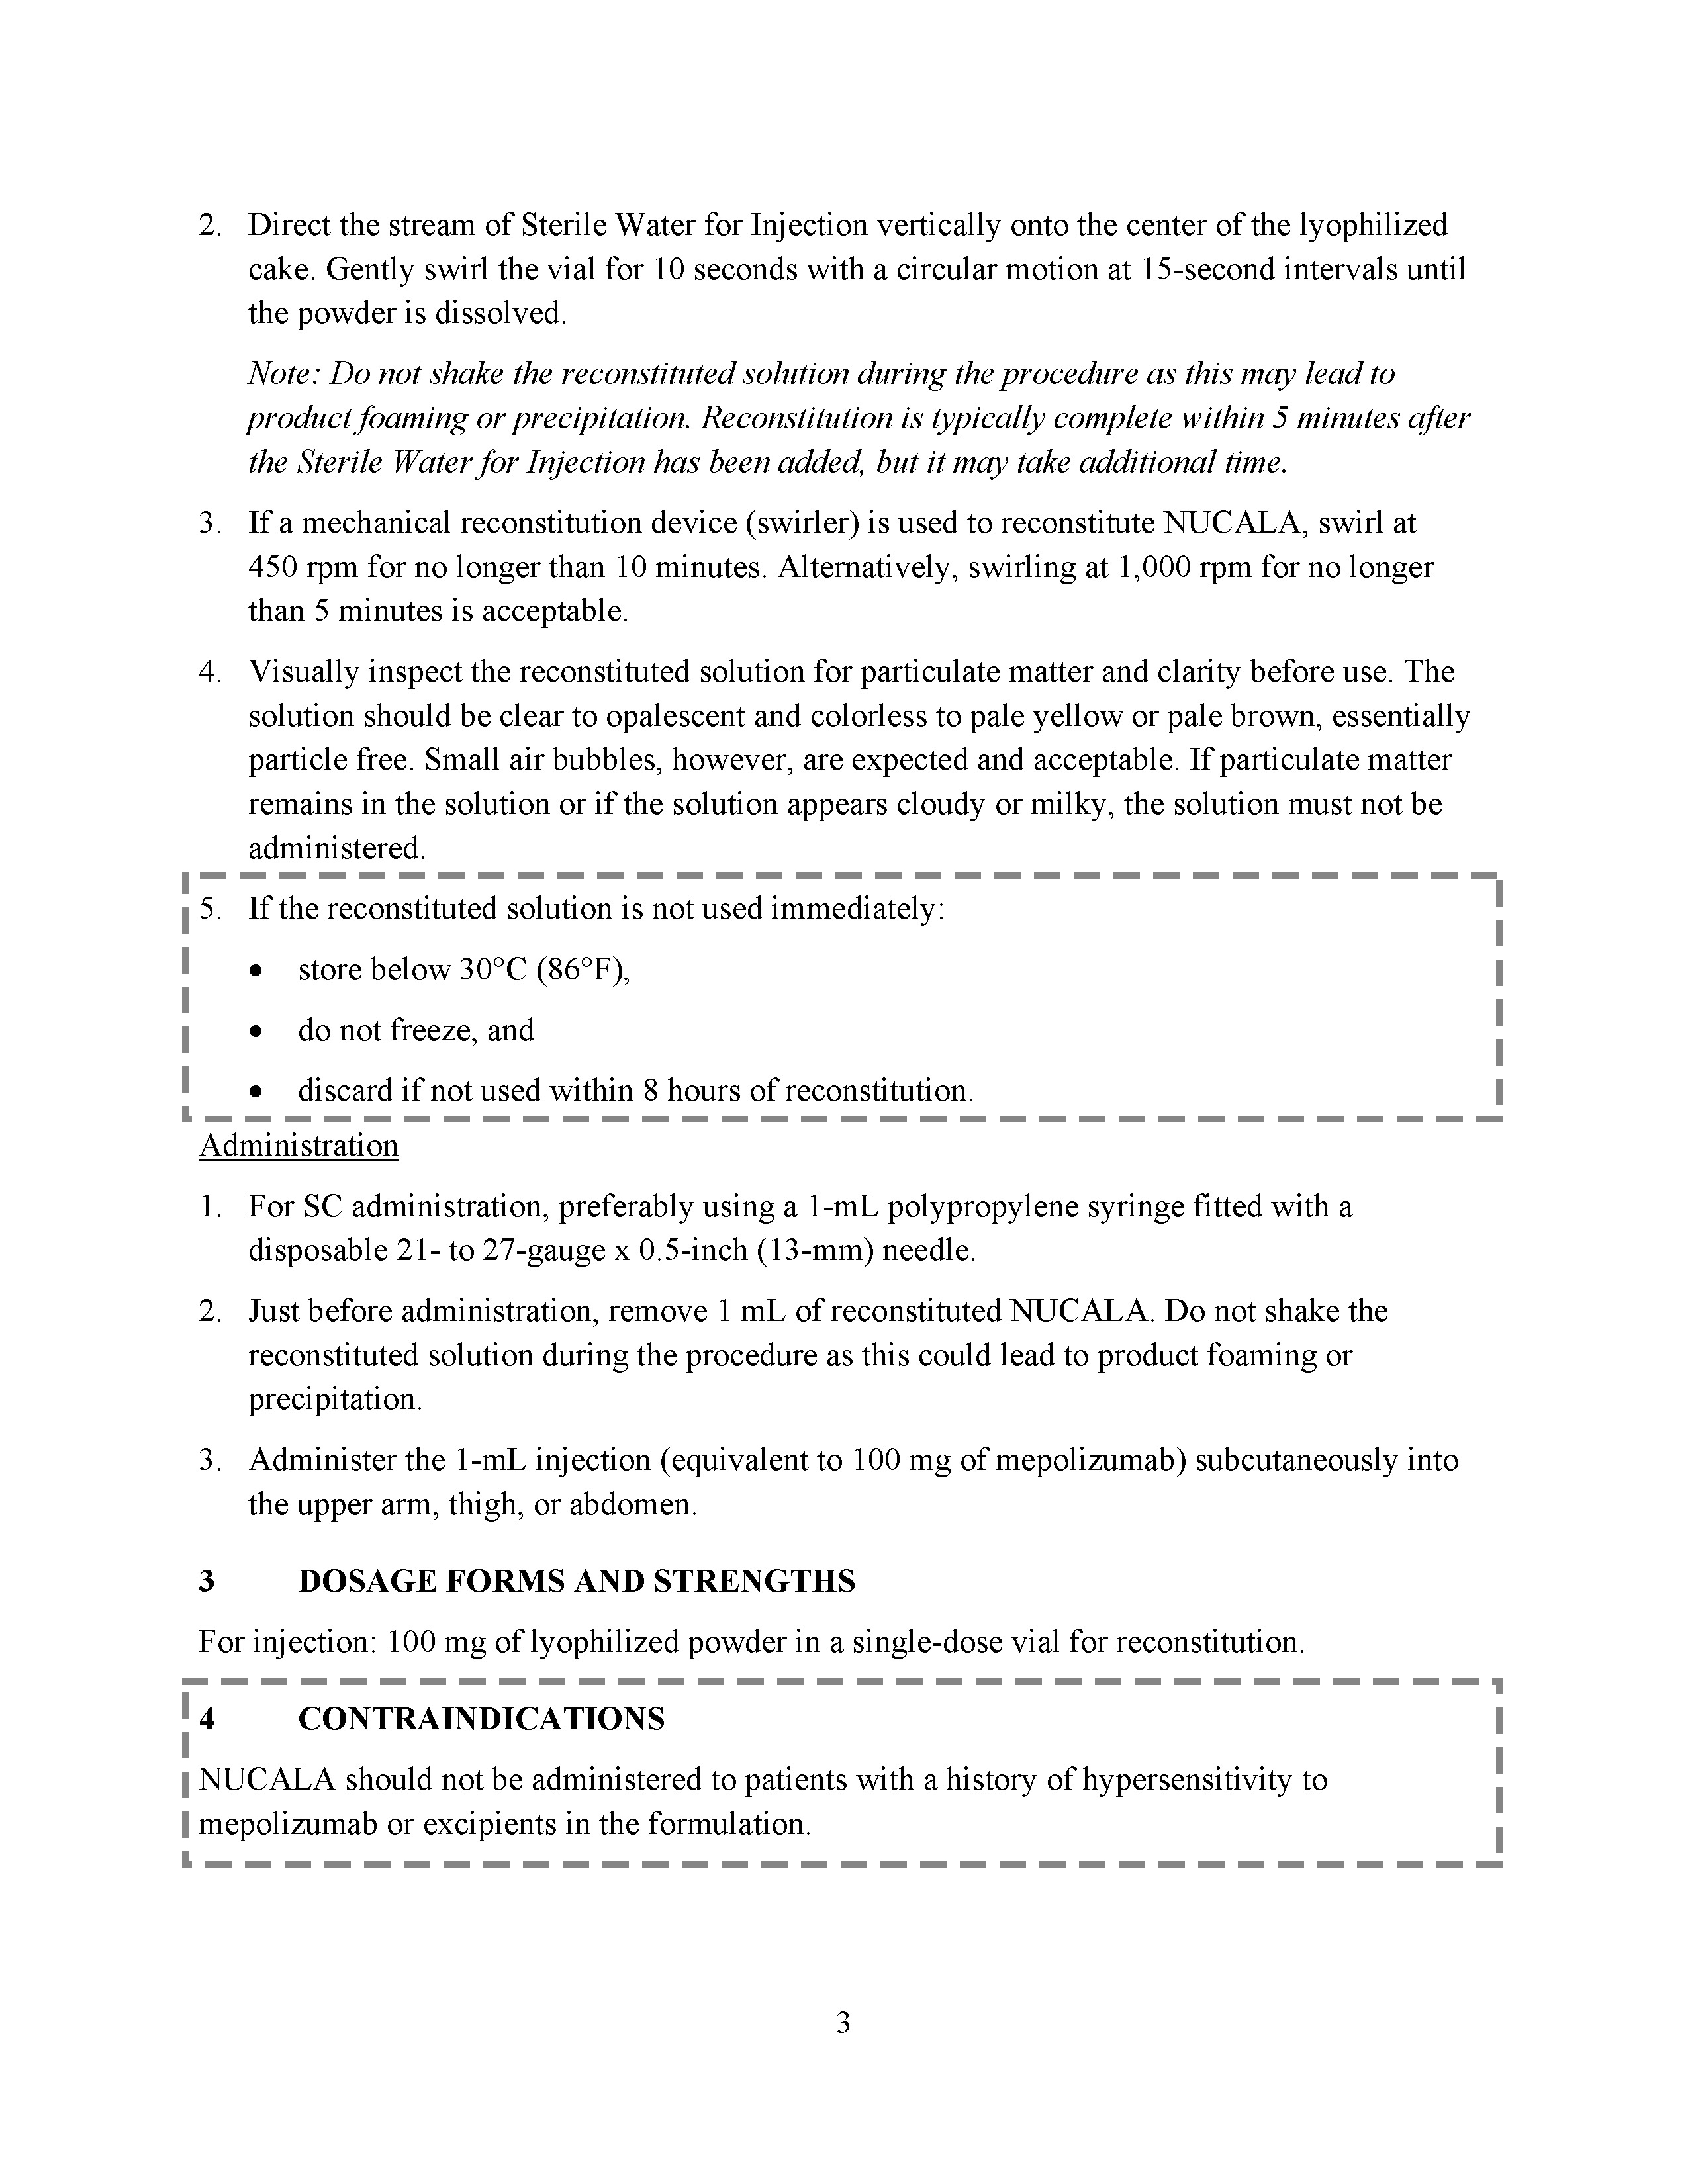 2. Direct the stream of Sterile Water for Injection vertically onto the center of the lyophilized
cake. Gently swirl the vial for 10 seconds with a circular motion at 15-second intervals until
the powder is dissolved.
Note: Do not shake the reconstituted solution during the procedure as this may lead to
product foaming or precipitation. Reconstitution is typically complete within 5 minutes after
the Sterile Water for Injection has been added, but it may take additional time.
3. If a mechanical reconstitution device (swirler) is used to reconstitute NUCALA, swirl at
450 rpm for no longer than 10 minutes. Alternatively, swirling at 1,000 rpm for no longer
than 5 minutes is acceptable.
4. Visually inspect the reconstituted solution for particulate matter and clarity before use. The
solution should be clear to opalescent and colorless to pale yellow or pale brown, essentially
particle free. Small air bubbles, however, are expected and acceptable. If particulate matter
remains in the solution or if the solution appears cloudy or milky, the solution must not be
administered.
5. If the reconstituted solution is not used immediately:
• store below 30°C (86°F),
• do not freeze, and
• discard if not used within 8 hours of reconstitution.
Administration
1. For SC administration, preferably using a 1-mL polypropylene syringe fitted with a
disposable 21- to 27-gauge x 0.5-inch (13-mm) needle.
2. Just before administration, remove 1 mL of reconstituted NUCALA. Do not shake the
reconstituted solution during the procedure as this could lead to product foaming or
precipitation.
3. Administer the 1-mL injection (equivalent to 100 mg of mepolizumab) subcutaneously into
the upper arm, thigh, or abdomen.
3 DOSAGE FORMS AND STRENGTHS
For injection: 100 mg of lyophilized powder in a single-dose vial for reconstitution.
4 CONTRAINDICATIONS
NUCALA should not be administered to patients with a history of hypersensitivity to
mepolizumab or excipients in the formulation.
3